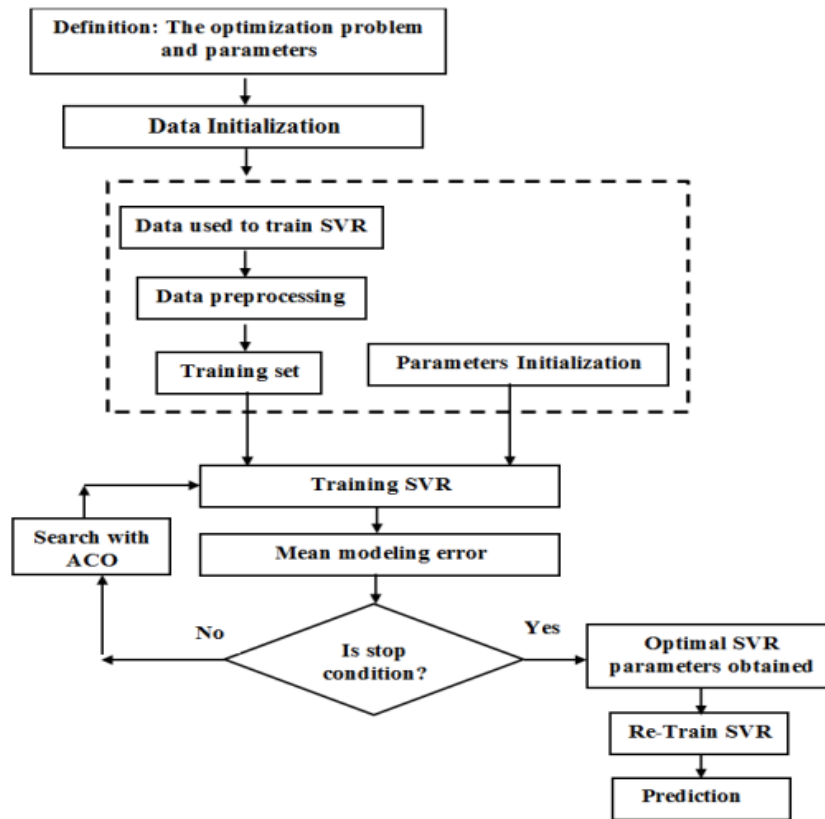 Definition: The optimization problem
and parameters
Data Initialization
Data used to train SVR
Data preprocessing
Training set
Parameters Initialization
Training SVR
Search with
ACO
Mean modeling error
No
Is stop
condition?
Yes
Optimal SVR
parameters obtained
Re-Train SVR
Prediction